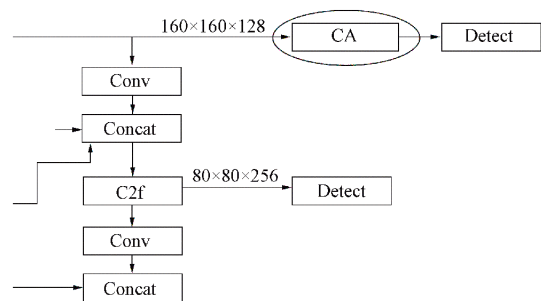 160×160×128
CA
Detect
Conv
Concat
C2f
80×80×256
Detect
Conv
Concat